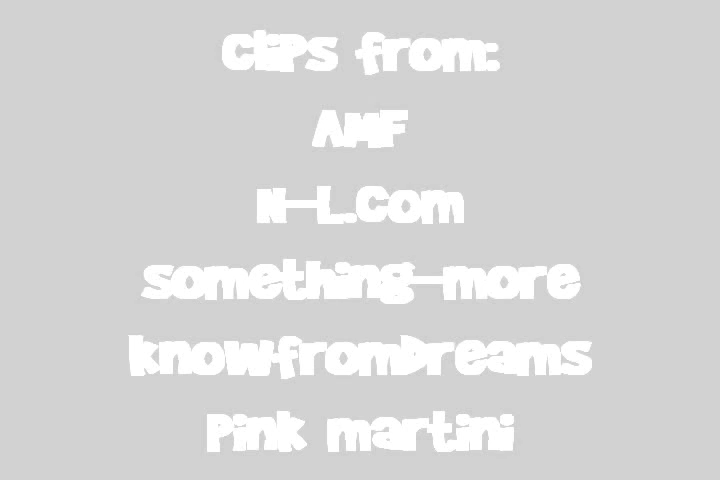 Clips from:
AMF
N-L.Com
something-more
knowfromDreams
Pink martini